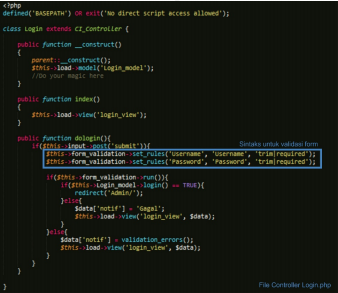 <?php
defined('BASEPATH') OR exit('No direct script access allowed');
class Login extends CI_Controller {
public function __construct()
{
parent::__construct();
$this->load->model('Login_model');
//Do your magic here
}
public function index()
{
$this->load->view('login_view');
}
public function dologin(){
if($this->input->post('submit')){
Sintaks untuk validasi form
$this->form_validation->set_rules('Username', 'Username', 'trim|required');
$this->form_validation->set_rules('Password', 'Password', 'trim|required');
if($this->form_validation->run()){
if($this->Login_model->login() == TRUE){
redirect('Admin/');
}else{
$data['notif'] = 'Gagal';
$this->load->view('login_view', $data);
}
}else{
$data['notif'] = validation_errors();
$this->load->view('login_view', $data);
}
}
}
}
File Controller Login.php